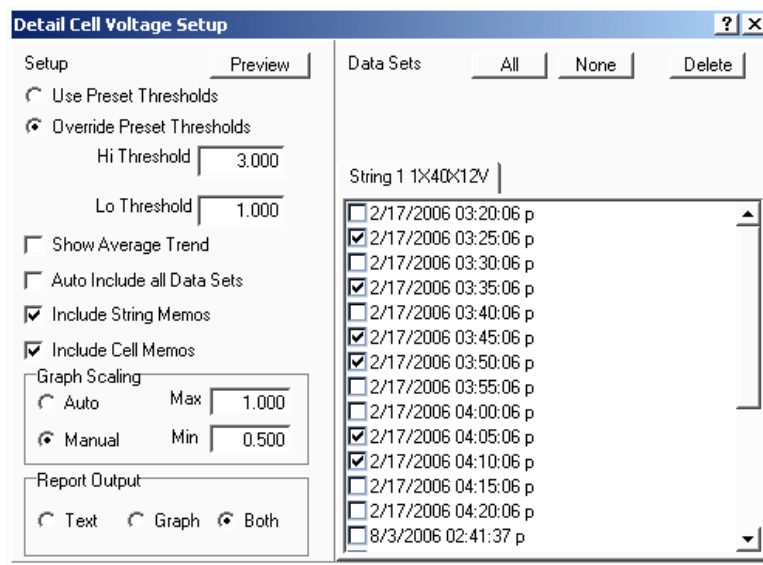 Detail Cell Voltage Setup
Setup
Preview
Use Preset Thresholds
Override Preset Thresholds
Hi Threshold 3.000
Lo Threshold 1.000
Show Average Trend
Auto Include all Data Sets
Include String Memos
Include Cell Memos
Graph Scaling
Auto
Max 1.000
Manual
Min 0.500
Report Output
Text
Graph
Both
Data Sets
All
None
Delete
String 1 1X40X12V
2/17/2006 03:20:06 p
2/17/2006 03:25:06 p
2/17/2006 03:30:06 p
2/17/2006 03:35:06 p
2/17/2006 03:40:06 p
2/17/2006 03:45:06 p
2/17/2006 03:50:06 p
2/17/2006 03:55:06 p
2/17/2006 04:00:06 p
2/17/2006 04:05:06 p
2/17/2006 04:10:06 p
2/17/2006 04:15:06 p
2/17/2006 04:20:06 p
8/3/2006 02:41:37 p